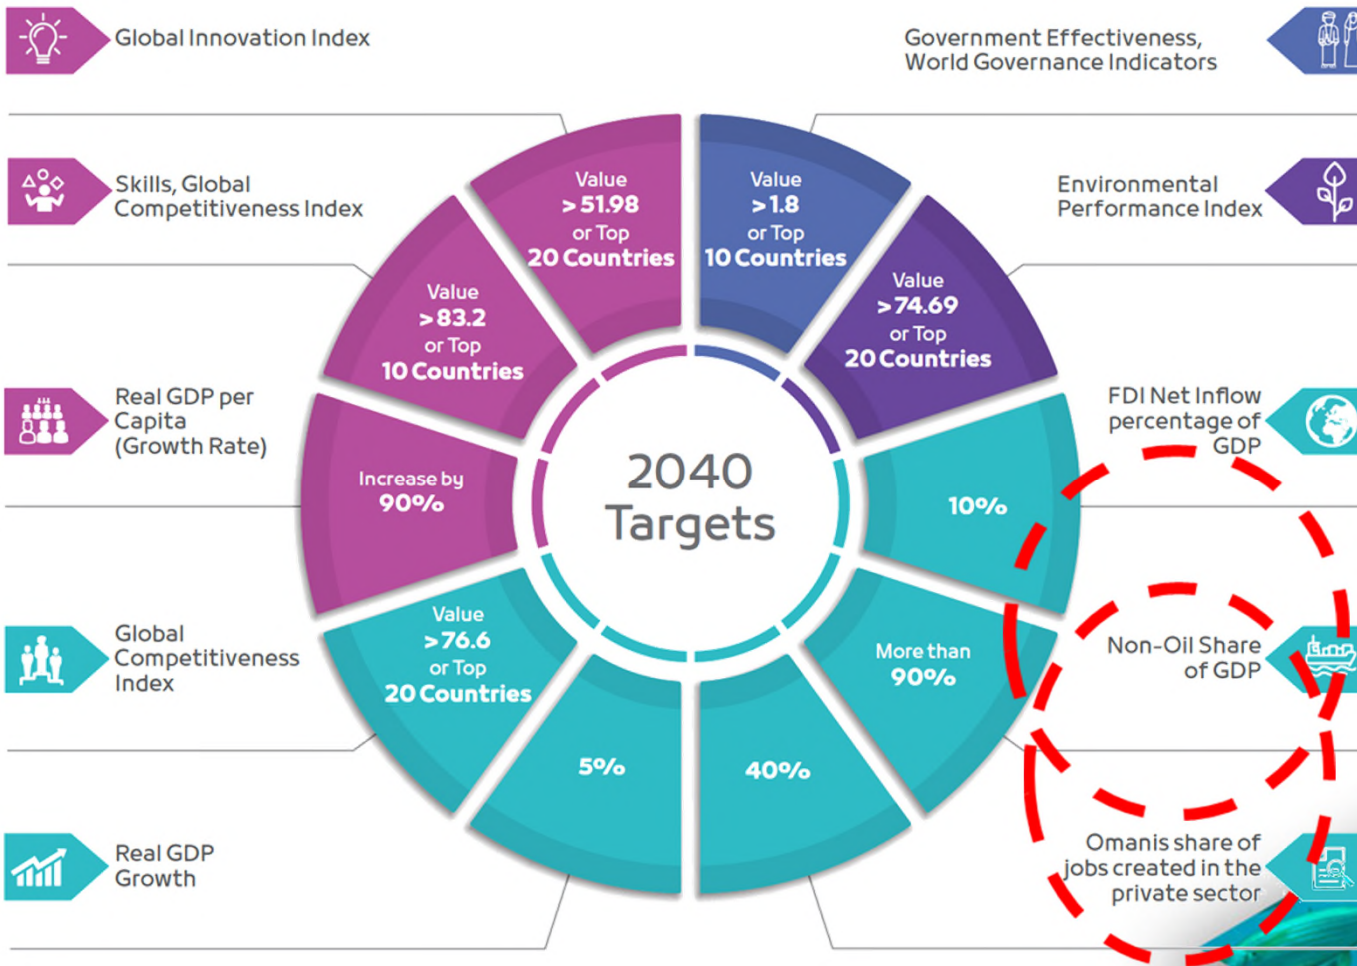 Global Innovation Index
Skills, Global
Competitiveness Index
Real GDP per
Capita
(Growth Rate)
Global
Competitiveness
Index
Real GDP
Growth
Value
>51.98
or Top
20 Countries
Value
>83.2
or Top
10 Countries
Increase by
90%
Value
>76.6
or Top
20 Countries
5%
2040
Targets
Value
>1.8
or Top
10 Countries
Value
>74.69
or Top
20 Countries
10%
More than
90%
40%
Government Effectiveness,
World Governance Indicators
Environmental
Performance Index
FDI Net Inflow
percentage of
GDP
Non-Oil Share
of GDP
Omanis share of
jobs created in the
private sector